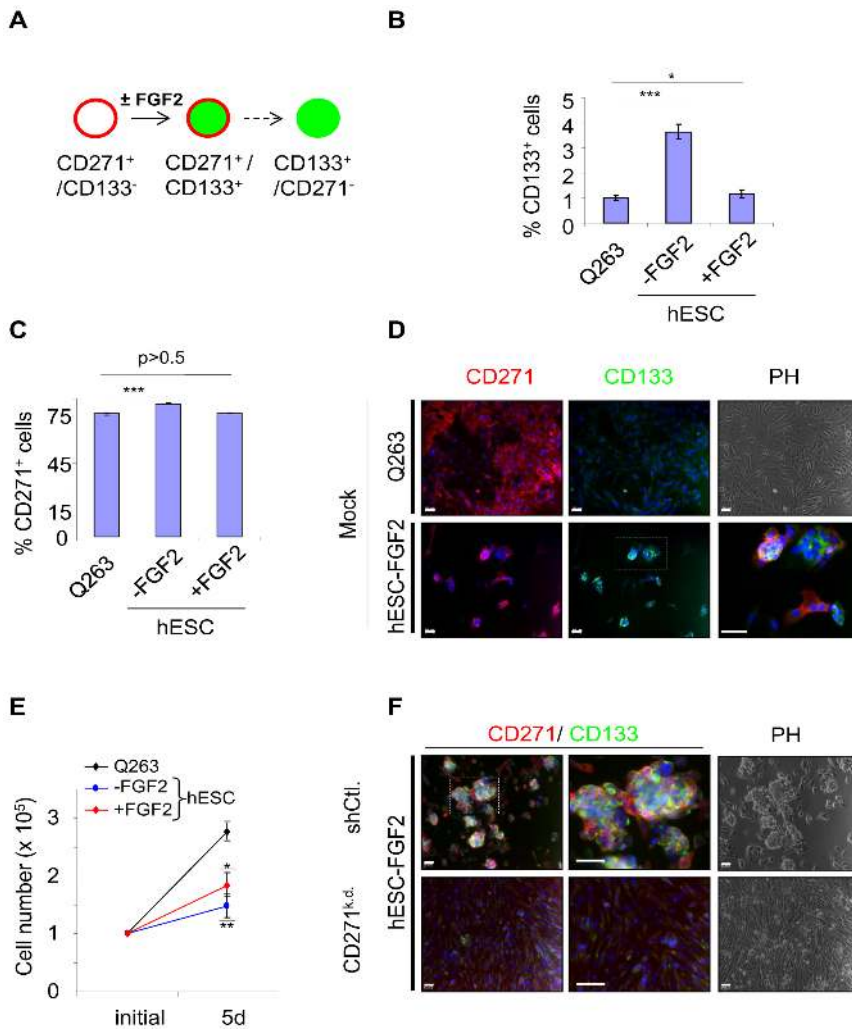 A
± FGF2
CD271⁺
/CD133⁻
CD271⁺/
CD133⁺
CD133⁺
/CD271⁻
B
% CD133⁺ cells
5
4
3
2
1
0
*
***
Q263
-FGF2
+FGF2
hESC
C
% CD271⁺ cells
75
45
15
0
p>0.5
***
Q263
-FGF2
+FGF2
hESC
D
CD271
CD133
PH
Mock
Q263
hESC-FGF2
E
Q263
-FGF2
+FGF2
hESC
Cell number (x 10⁵)
3
2
1
0
*
**
initial
5d
F
CD271/ CD133
PH
hESC-FGF2
shCtl.
CD271ᵏ·ᵈ·